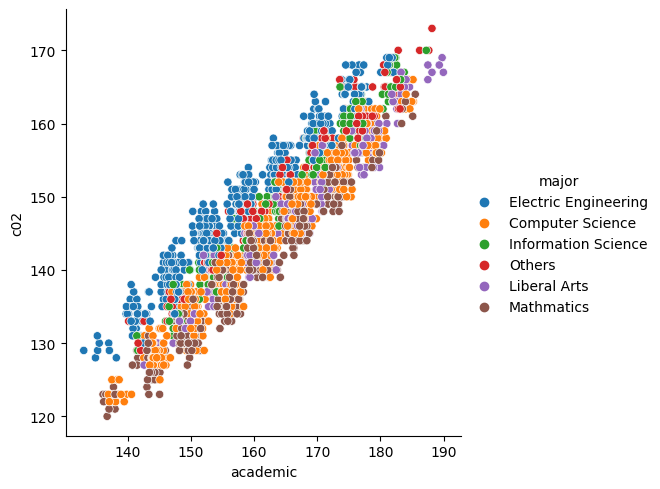 170
160
150
140
130
120
c02
140 150 160 170 180 190
academic
major
Electric Engineering
Computer Science
Information Science
Others
Liberal Arts
Mathmatics